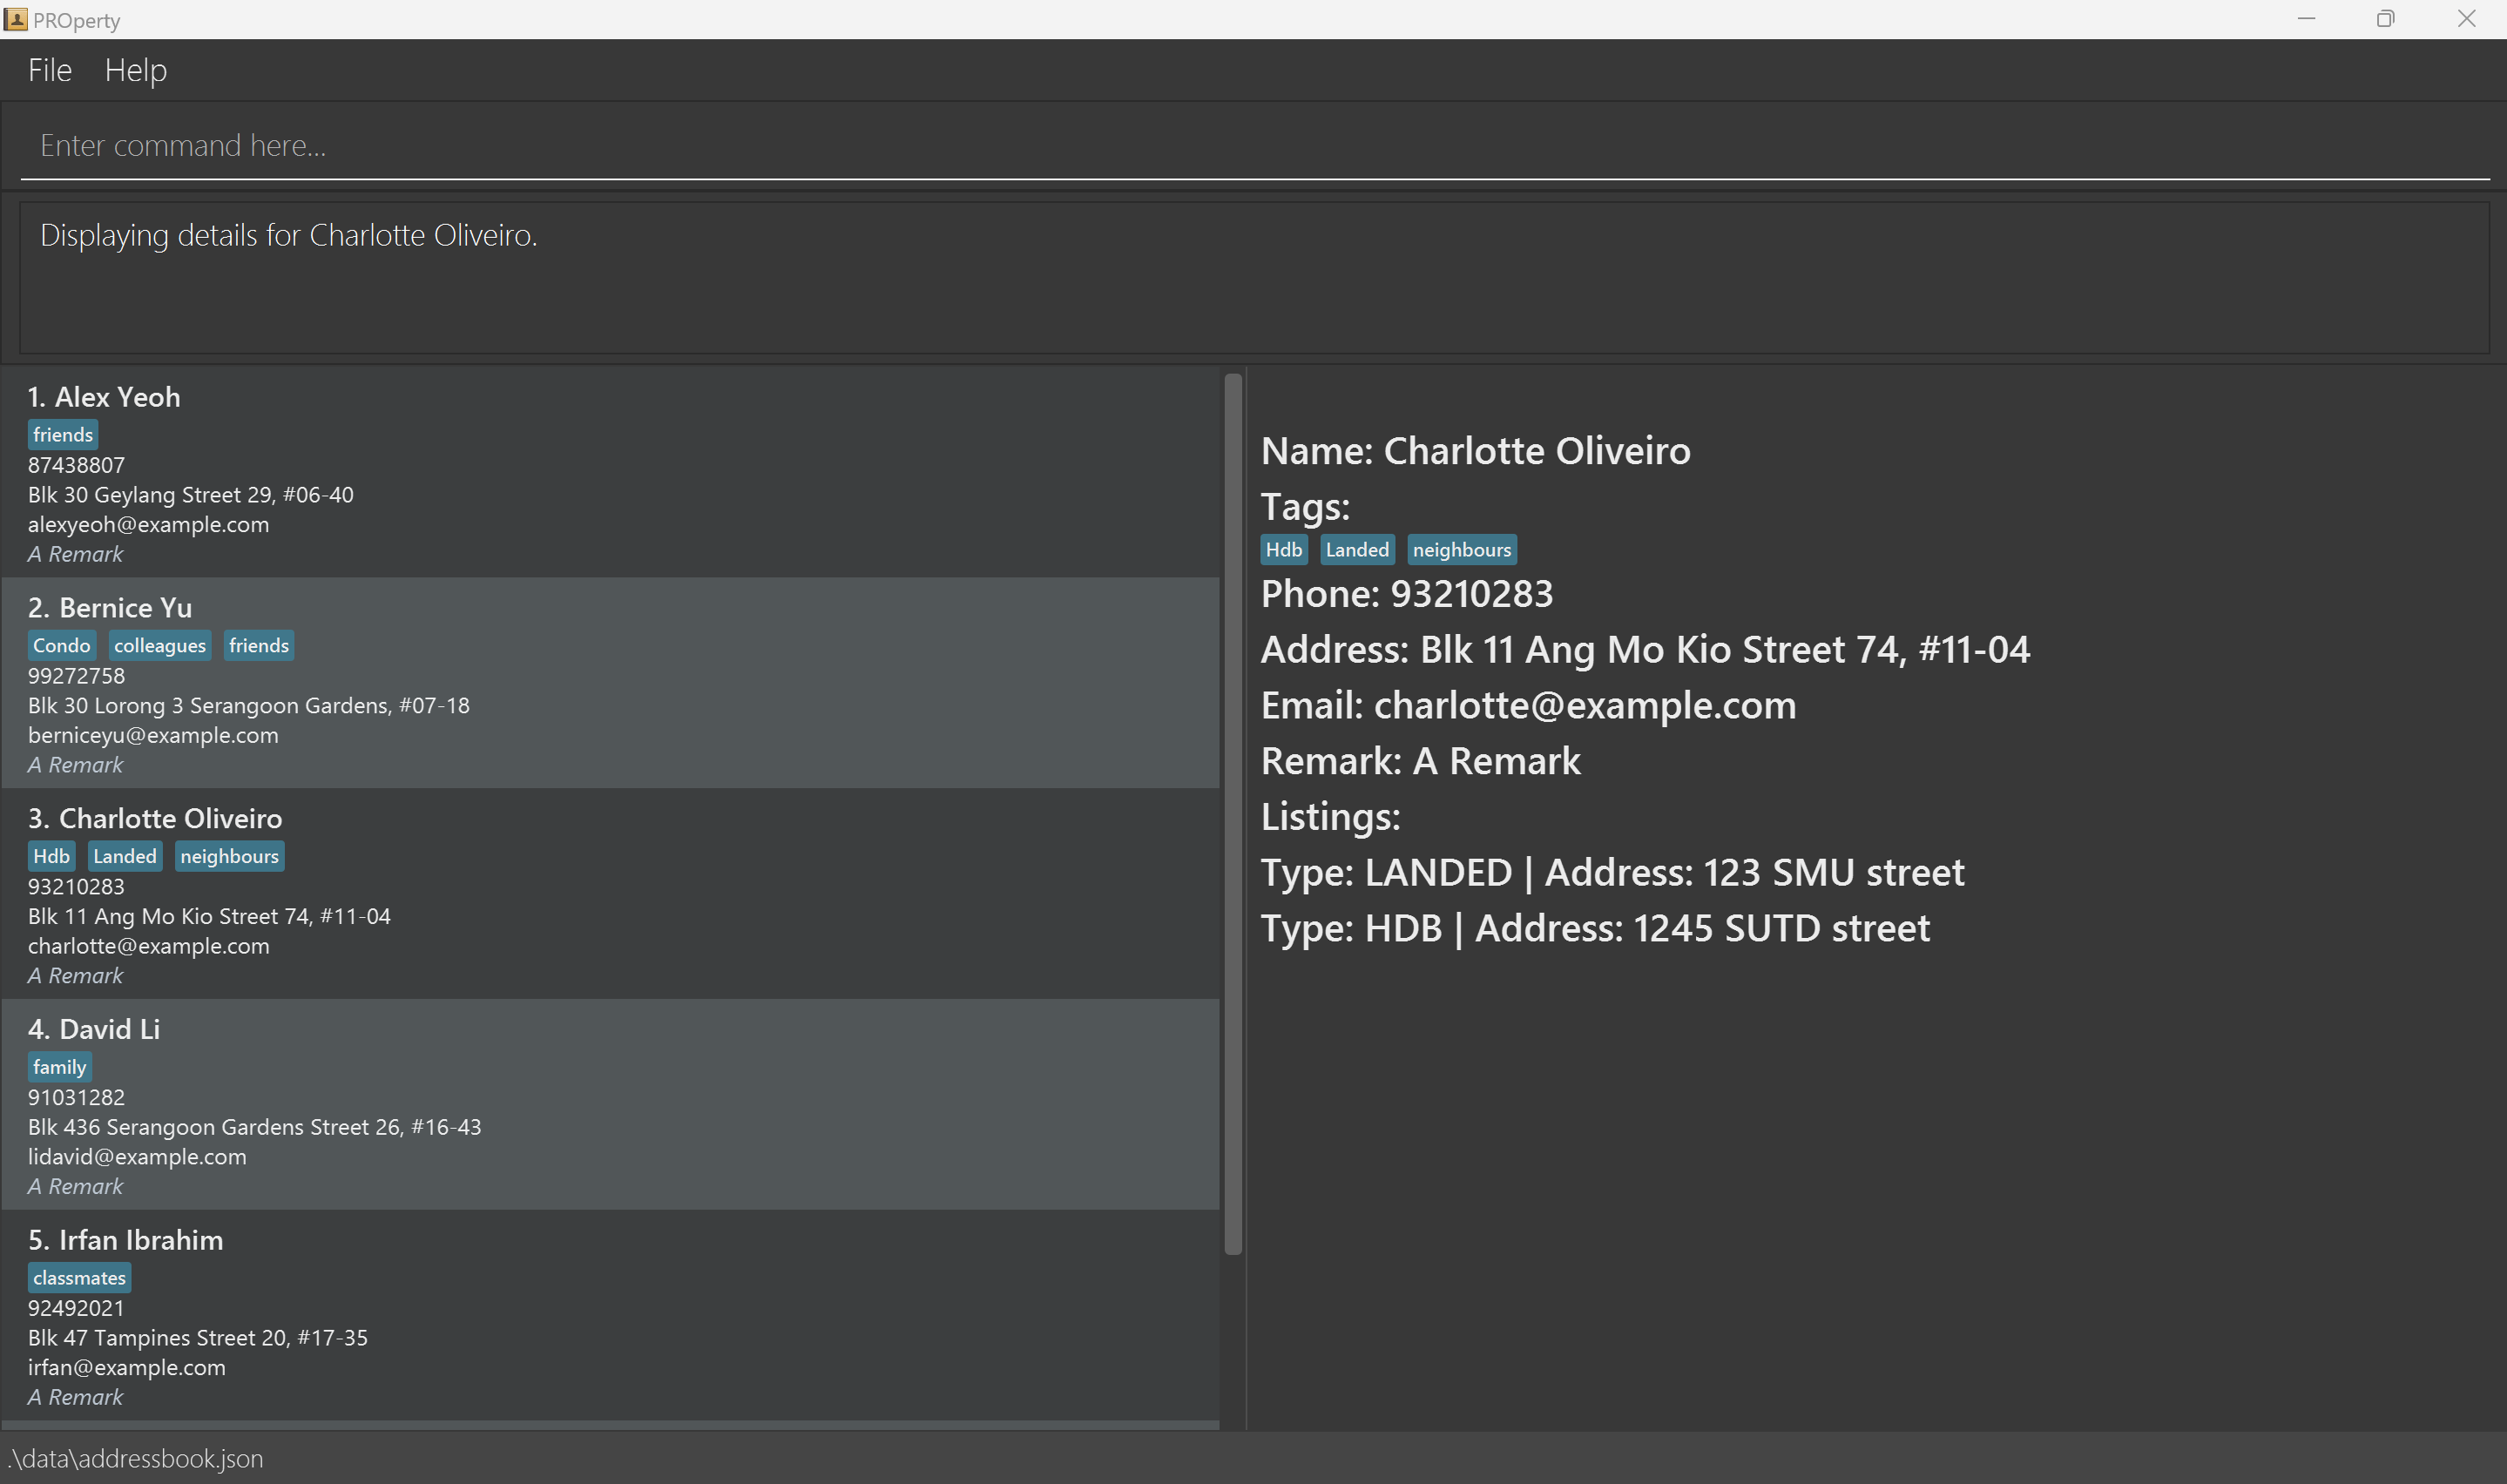 PROperty
File Help
Enter command here...
Displaying details for Charlotte Oliveiro.
1. Alex Yeoh
friends
87438807
Blk 30 Geylang Street 29, #06-40
alexyeoh@example.com
A Remark
2. Bernice Yu
Condo colleagues friends
99272758
Blk 30 Lorong 3 Serangoon Gardens, #07-18
berniceyu@example.com
A Remark
3. Charlotte Oliveiro
Hdb Landed neighbours
93210283
Blk 11 Ang Mo Kio Street 74, #11-04
charlotte@example.com
A Remark
4. David Li
family
91031282
Blk 436 Serangoon Gardens Street 26, #16-43
lidavid@example.com
A Remark
5. Irfan Ibrahim
classmates
92492021
Blk 47 Tampines Street 20, #17-35
irfan@example.com
A Remark
Name: Charlotte Oliveiro
Tags:
Hdb Landed neighbours
Phone: 93210283
Address: Blk 11 Ang Mo Kio Street 74, #11-04
Email: charlotte@example.com
Remark: A Remark
Listings:
Type: LANDED | Address: 123 SMU street
Type: HDB | Address: 1245 SUTD street
.\data\addressbook.json